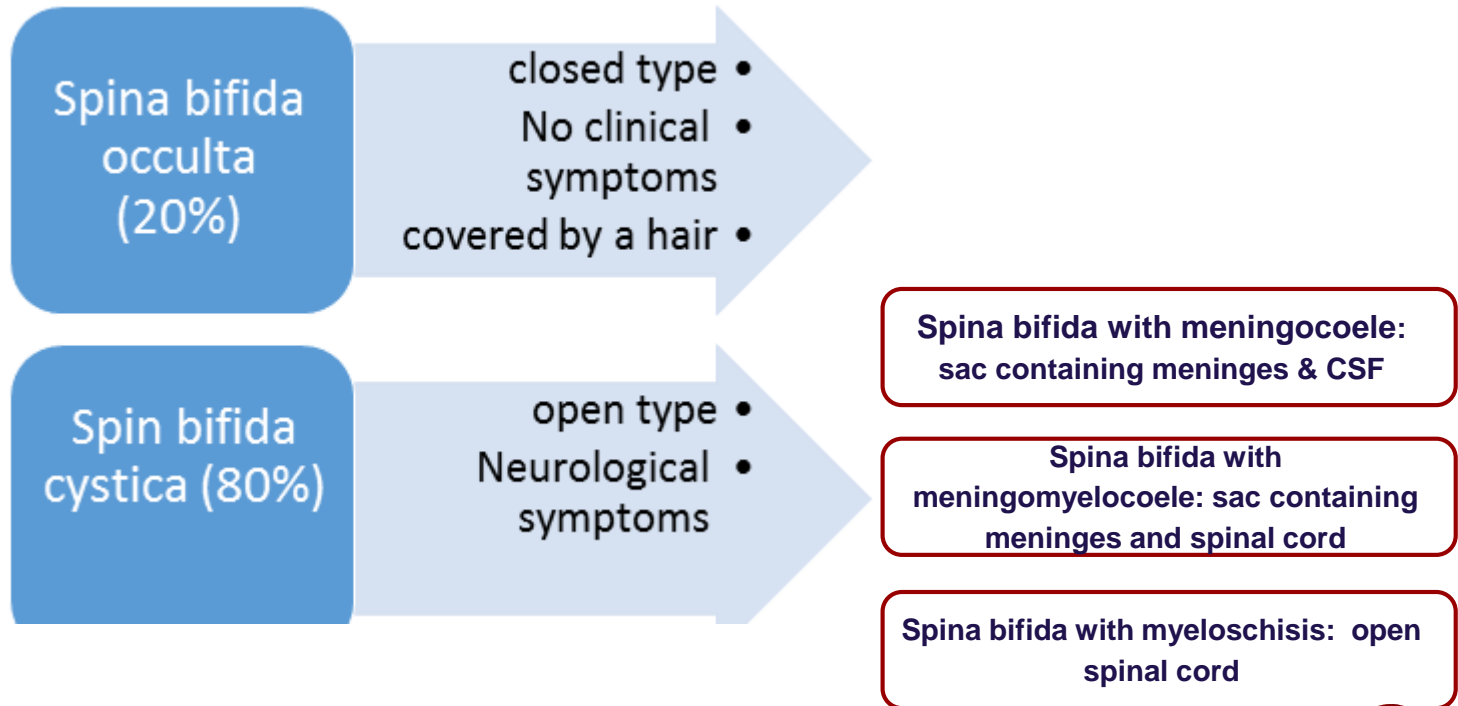 Spina bifida
occulta
(20%)
closed type •
No clinical •
symptoms
covered by a hair •
Spin bifida
cystica (80%)
open type •
Neurological •
symptoms
Spina bifida with meningocoele:
sac containing meninges & CSF
Spina bifida with
meningomyelocoele: sac containing
meninges and spinal cord
Spina bifida with myeloschisis: open
spinal cord